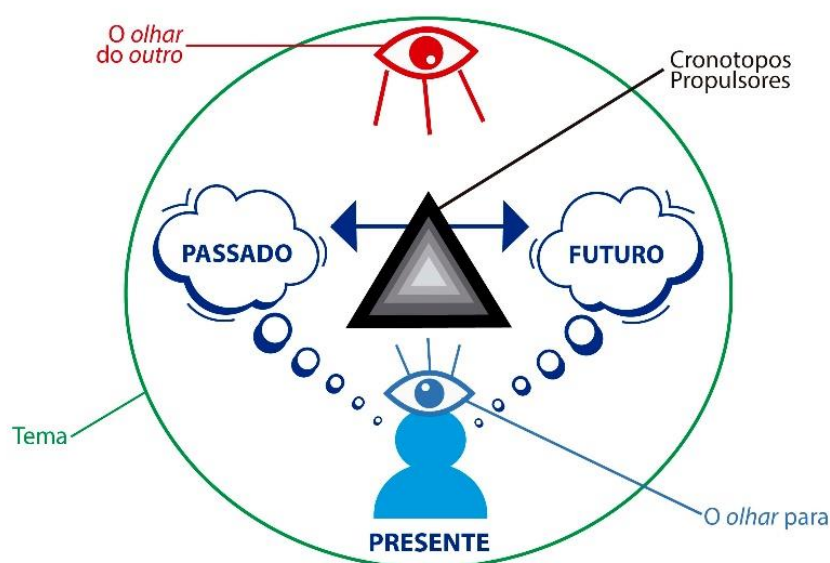 O olhar
do outro
Cronotopos
Propulsores
PASSADO
FUTURO
Tema
O olhar para
PRESENTE